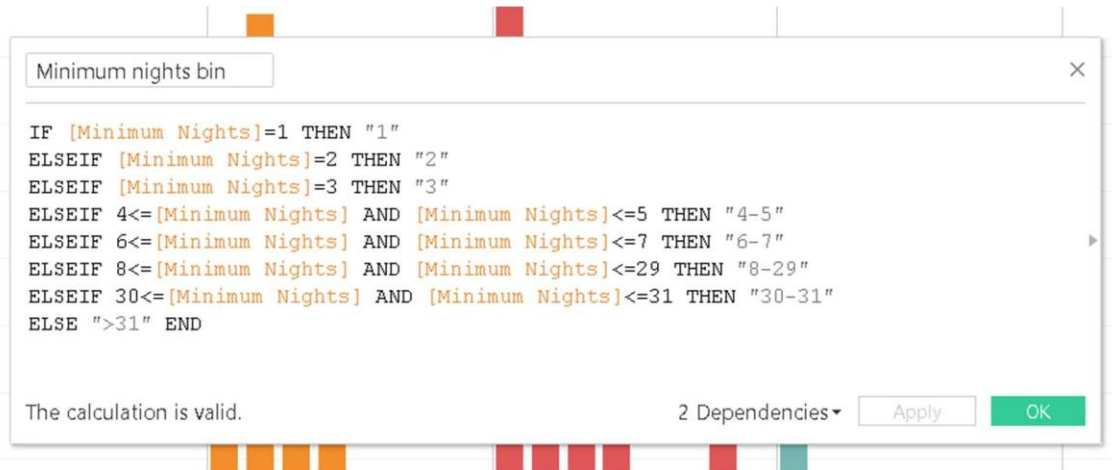 Minimum nights bin
IF [Minimum Nights]=1 THEN "1"
ELSEIF [Minimum Nights]=2 THEN "2"
ELSEIF [Minimum Nights]=3 THEN "3"
ELSEIF 4<=[Minimum Nights] AND [Minimum Nights]<=5 THEN "4-5"
ELSEIF 6<=[Minimum Nights] AND [Minimum Nights]<=7 THEN "6-7"
ELSEIF 8<=[Minimum Nights] AND [Minimum Nights]<=29 THEN "8-29"
ELSEIF 30<=[Minimum Nights] AND [Minimum Nights]<=31 THEN "30-31"
ELSE ">31" END
The calculation is valid. 2 Dependencies Apply OK